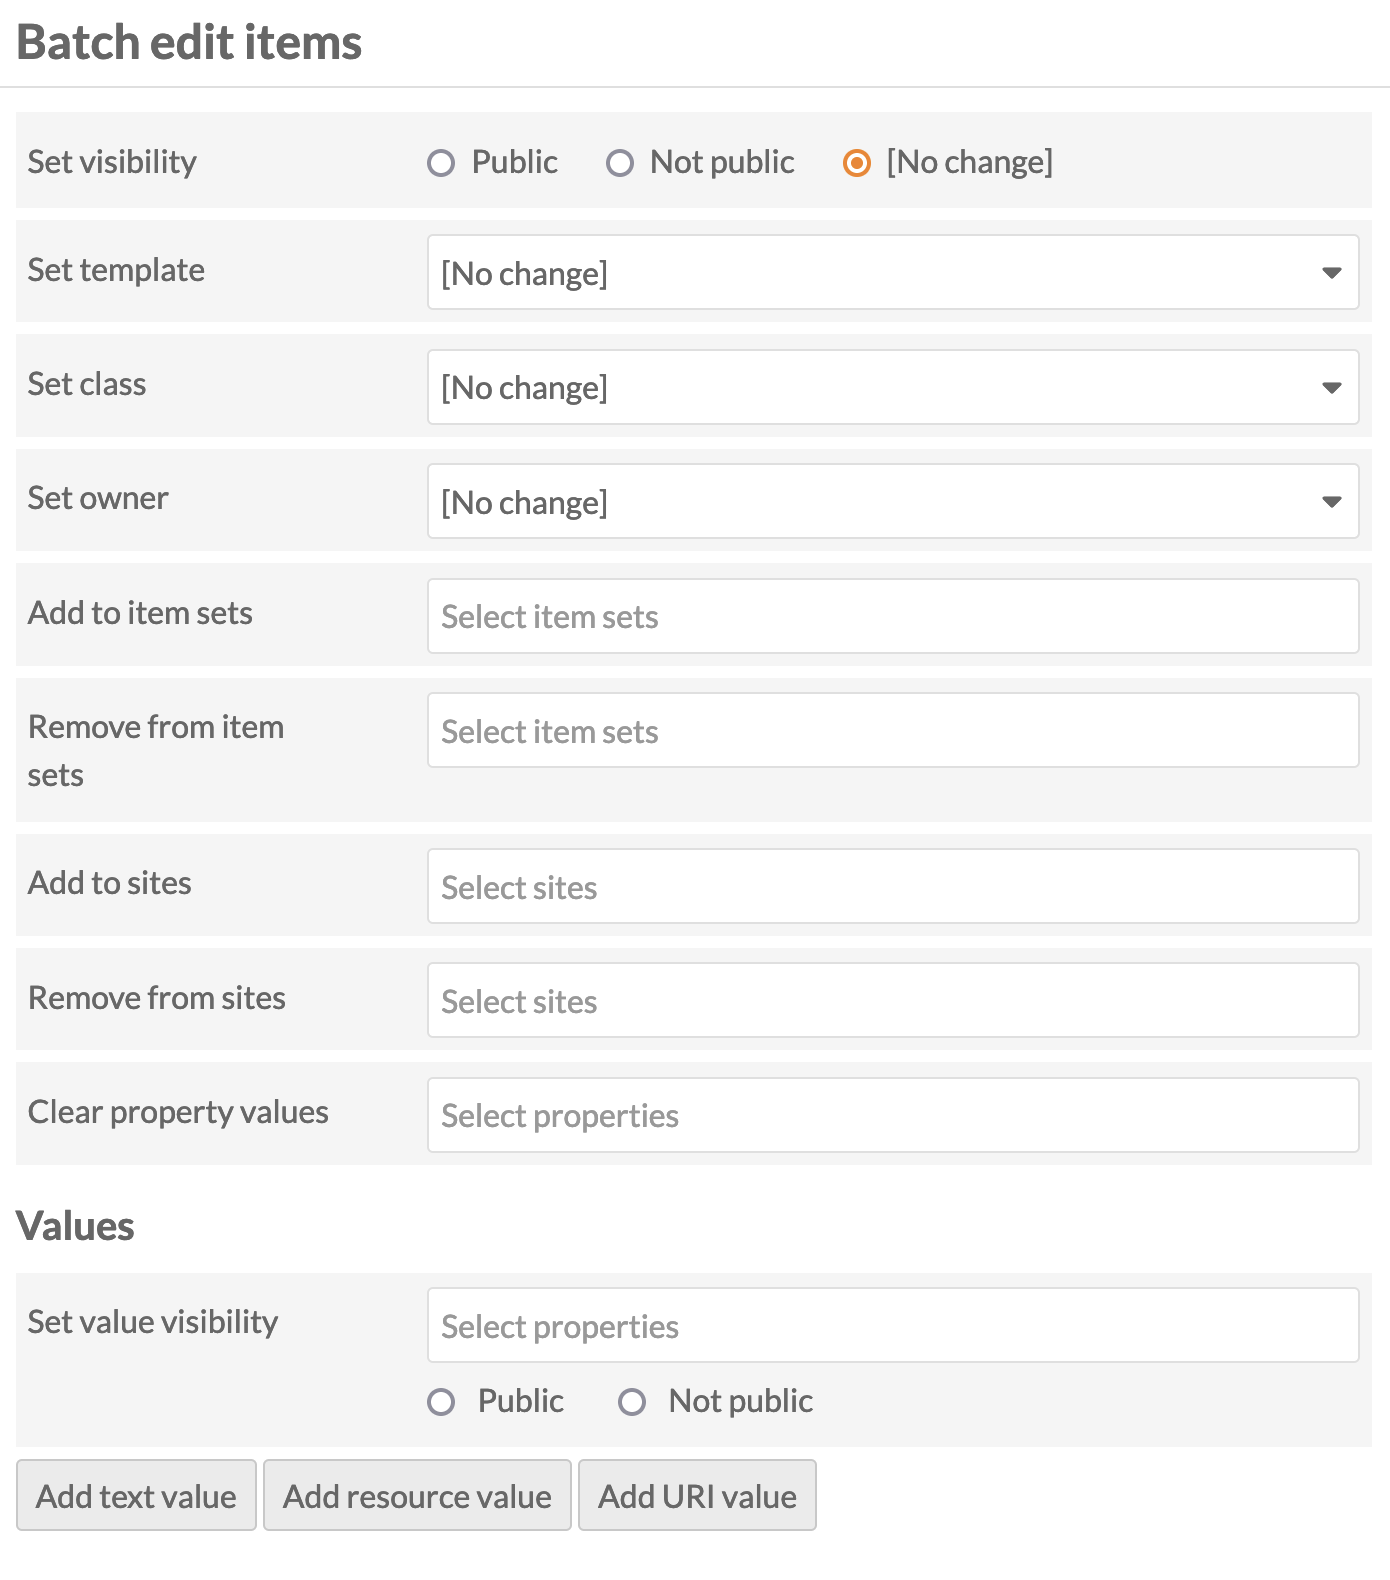 Batch edit items
Set visibility Public Not public [No change]
Set template [No change]
Set class [No change]
Set owner [No change]
Add to item sets Select item sets
Remove from item sets Select item sets
Add to sites Select sites
Remove from sites Select sites
Clear property values Select properties
Values
Set value visibility Select properties
Public Not public
Add text value Add resource value Add URI value